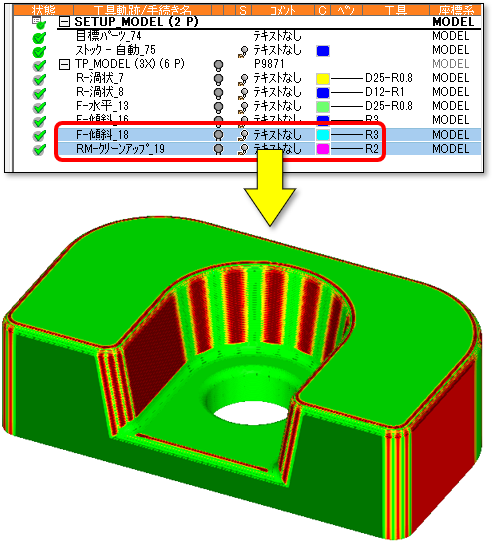 状態 工具軌跡/手続き名 S コメント C ペン 工具 座標系
SETUP_MODEL (2 P) MODEL
目標パーツ_74 テキストなし MODEL
ストック - 自動_75 テキストなし MODEL
TP_MODEL (3X) (6 P) P9871 MODEL
R-渦状_7 テキストなし D25-R0.8 MODEL
R-渦状_8 テキストなし D12-R1 MODEL
F-水平_13 テキストなし D25-R0.8 MODEL
F-傾斜_16 テキストなし R3 MODEL
F-傾斜_18 テキストなし R3 MODEL
RM-クリーンアップ_19 テキストなし R2 MODEL